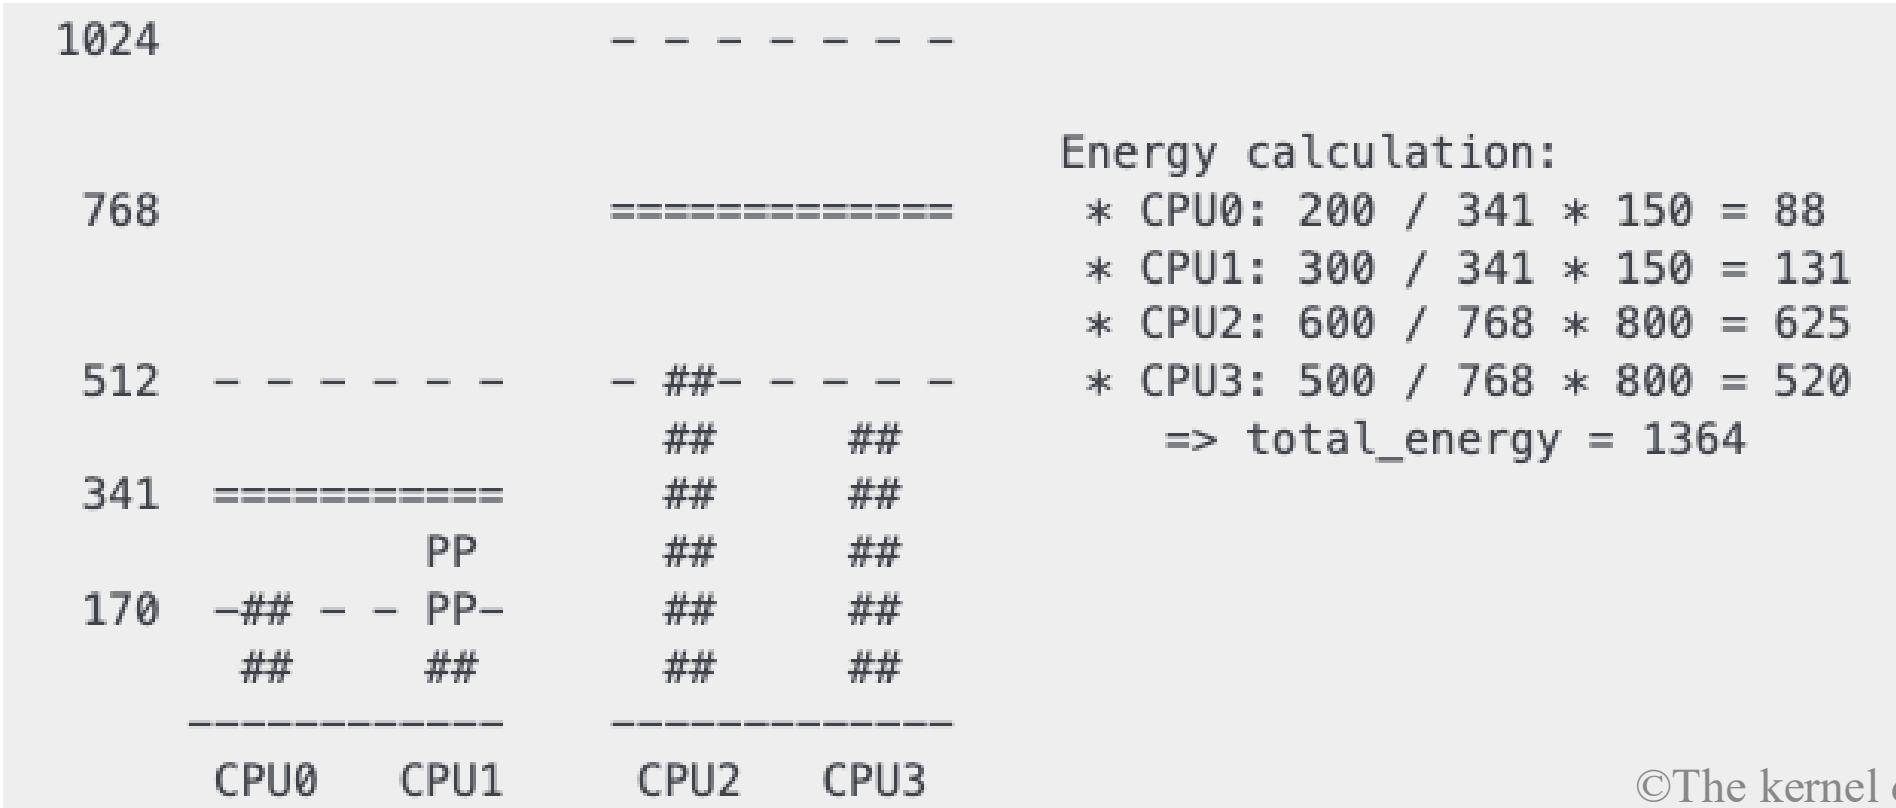 1024                     - - - - - - -
                                        Energy calculation:
768                      =============   * CPU0: 200 / 341 * 150 = 88
                                         * CPU1: 300 / 341 * 150 = 131
                                         * CPU2: 600 / 768 * 800 = 625
512  - - - - - -    - ##- - - - -        * CPU3: 500 / 768 * 800 = 520
                      ##     ##             => total_energy = 1364
341  ===========      ##     ##
             PP       ##     ##
170  -## - - PP-      ##     ##
      ##     ##       ##     ##
    ------------    -------------
     CPU0   CPU1     CPU2   CPU3
©The kernel